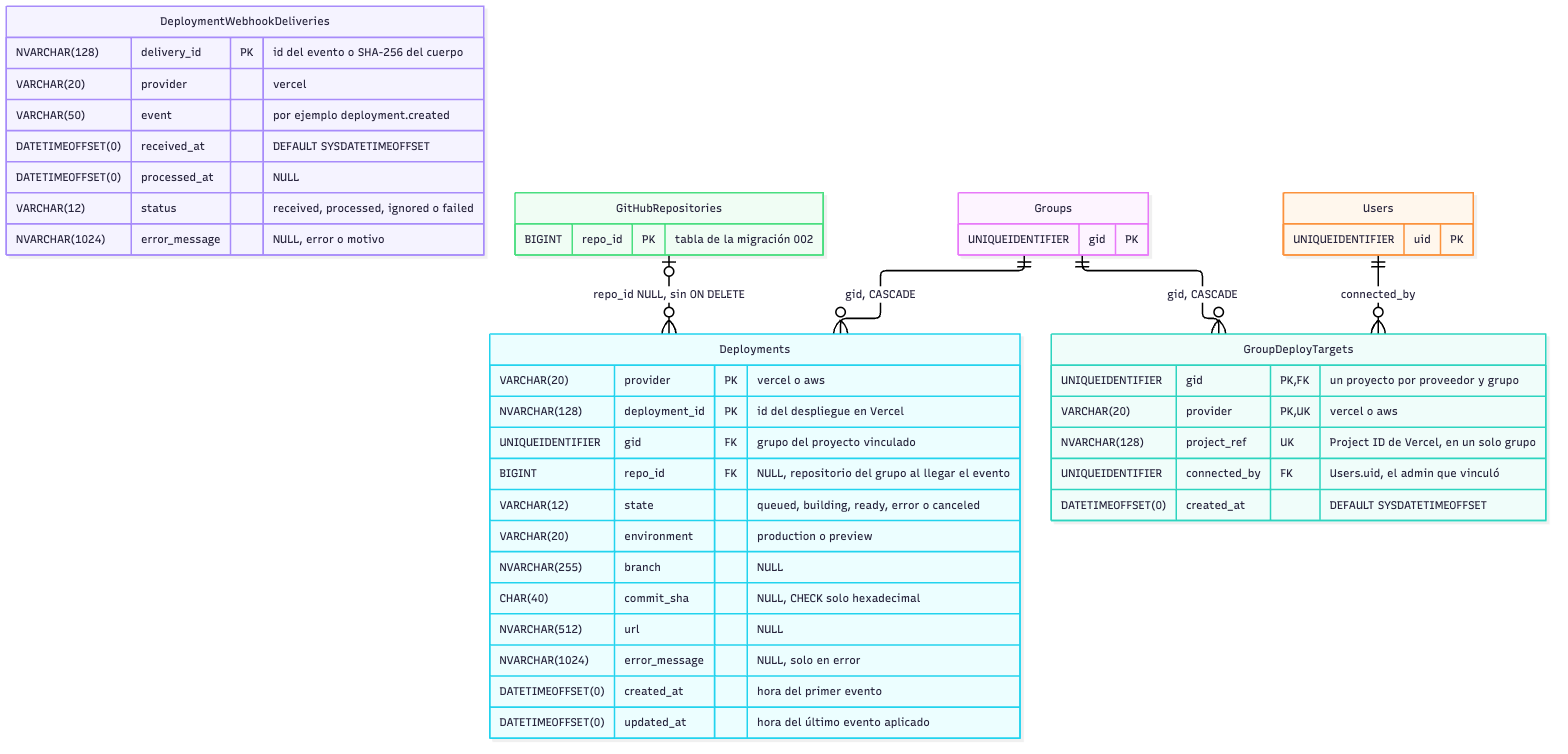 DeploymentWebhookDeliveries
NVARCHAR(128) delivery_id PK id del evento o SHA-256 del cuerpo
VARCHAR(20) provider vercel
VARCHAR(50) event por ejemplo deployment.created
DATETIMEOFFSET(0) received_at DEFAULT SYSDATETIMEOFFSET
DATETIMEOFFSET(0) processed_at NULL
VARCHAR(12) status received, processed, ignored o failed
NVARCHAR(1024) error_message NULL, error o motivo
GitHubRepositories
BIGINT repo_id PK tabla de la migración 002
Groups
UNIQUEIDENTIFIER gid PK
Users
UNIQUEIDENTIFIER uid PK
repo_id NULL, sin ON DELETE
gid, CASCADE
gid, CASCADE
connected_by
Deployments
VARCHAR(20) provider PK vercel o aws
NVARCHAR(128) deployment_id PK id del despliegue en Vercel
UNIQUEIDENTIFIER gid FK grupo del proyecto vinculado
BIGINT repo_id FK NULL, repositorio del grupo al llegar el evento
VARCHAR(12) state queued, building, ready, error o canceled
VARCHAR(20) environment production o preview
NVARCHAR(255) branch NULL
CHAR(40) commit_sha NULL, CHECK solo hexadecimal
NVARCHAR(512) url NULL
NVARCHAR(1024) error_message NULL, solo en error
DATETIMEOFFSET(0) created_at hora del primer evento
DATETIMEOFFSET(0) updated_at hora del último evento aplicado
GroupDeployTargets
UNIQUEIDENTIFIER gid PK,FK un proyecto por proveedor y grupo
VARCHAR(20) provider PK,UK vercel o aws
NVARCHAR(128) project_ref UK Project ID de Vercel, en un solo grupo
UNIQUEIDENTIFIER connected_by FK Users.uid, el admin que vinculó
DATETIMEOFFSET(0) created_at DEFAULT SYSDATETIMEOFFSET